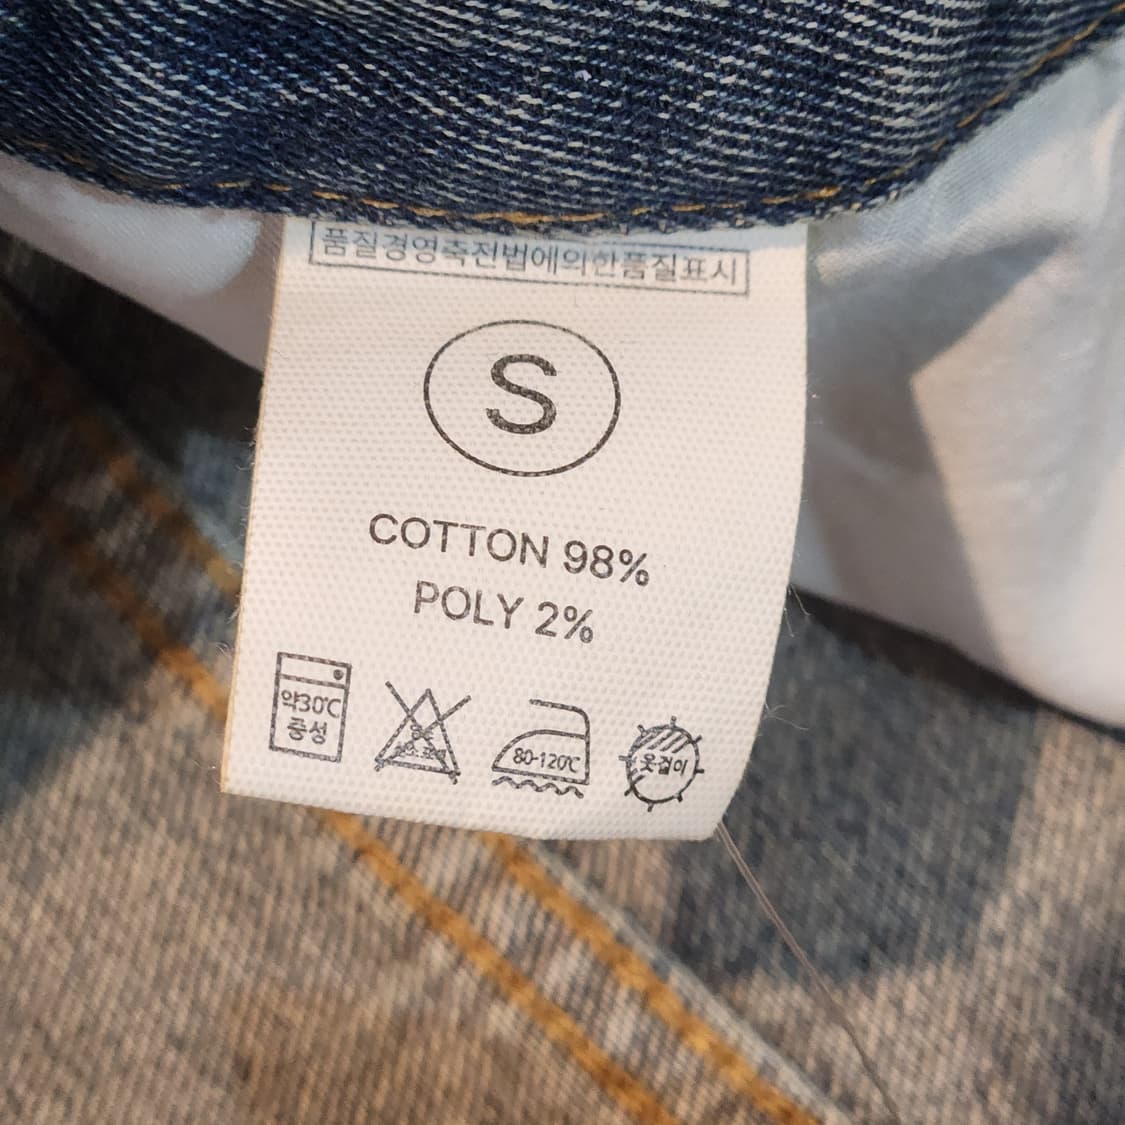 품질경영촉진법에의한품질표시
S
COTTON 98%
POLY 2%
약30℃
중성
80-120℃
옷걸이